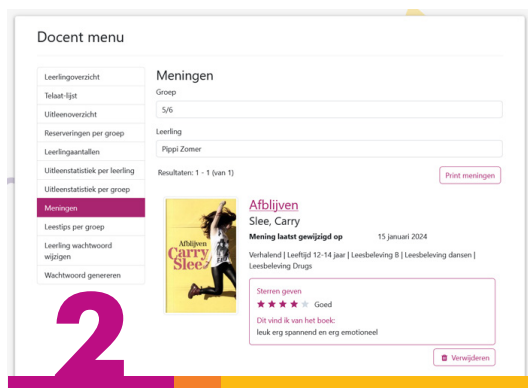 Docent menu
Leerlingoverzicht
Telaat-lijst
Uitleenoverzicht
Reserveringen per groep
Leerlingaantallen
Uitleenstatistiek per leerling
Uitleenstatistiek per groep
Meningen
Leestips per groep
Leerling wachtwoord
wijzigen
Wachtwoord genereren
Meningen
Groep
5/6
Leerling
Pippi Zomer
Resultaten: 1 - 1 (van 1)
Print meningen
Afblijven
Carry
Slee
Afblijven
Slee, Carry
Mening laatst gewijzigd op 15 januari 2024
Verhalend | Leeftijd 12-14 jaar | Leesbeleving B | Leesbeleving dansen |
Leesbeleving Drugs
Sterren geven
Goed
Dit vind ik van het boek:
leuk erg spannend en erg emotioneel
Verwijderen
2